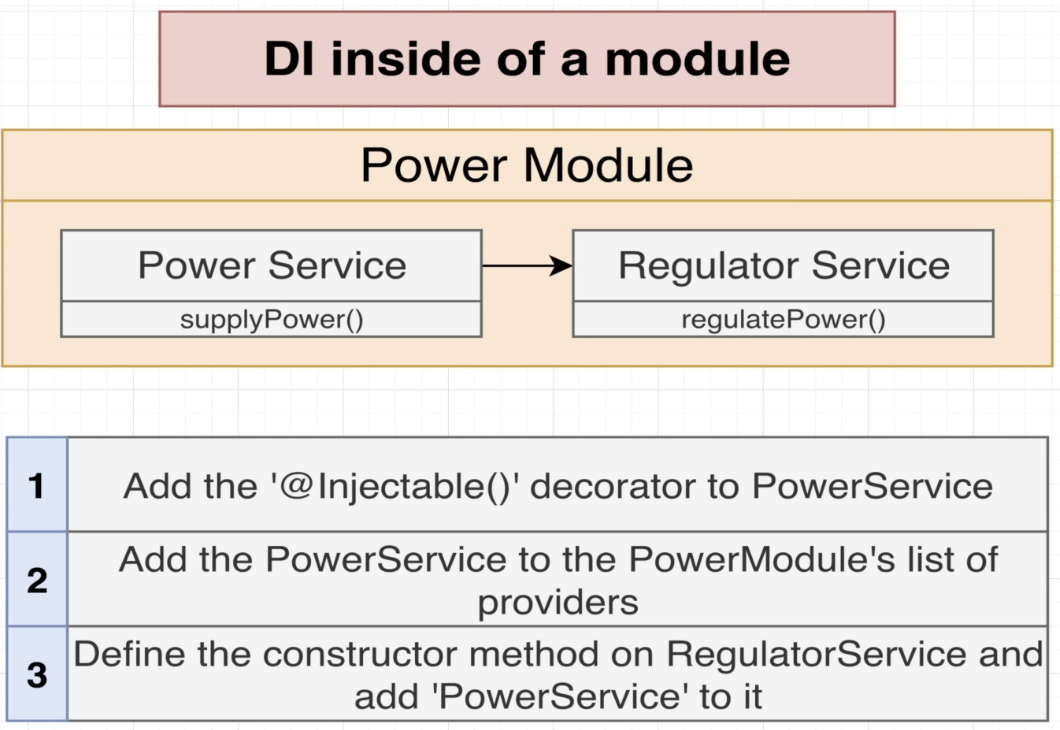 DI inside of a module
Power Module
Power Service
supplyPower()
Regulator Service
regulatePower()
1
Add the '@Injectable()' decorator to PowerService
2
Add the PowerService to the PowerModule's list of
providers
3
Define the constructor method on RegulatorService and
add 'PowerService' to it